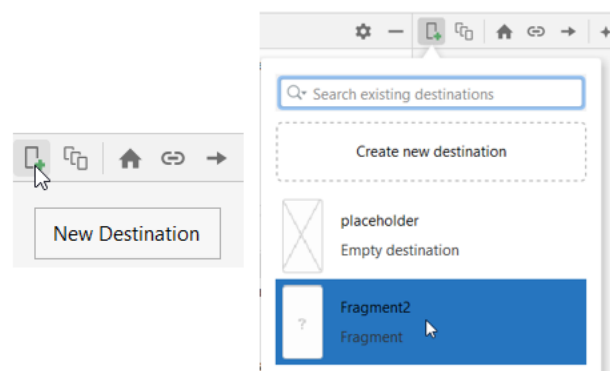 New Destination
Search existing destinations
Create new destination
placeholder
Empty destination
?
Fragment2
Fragment